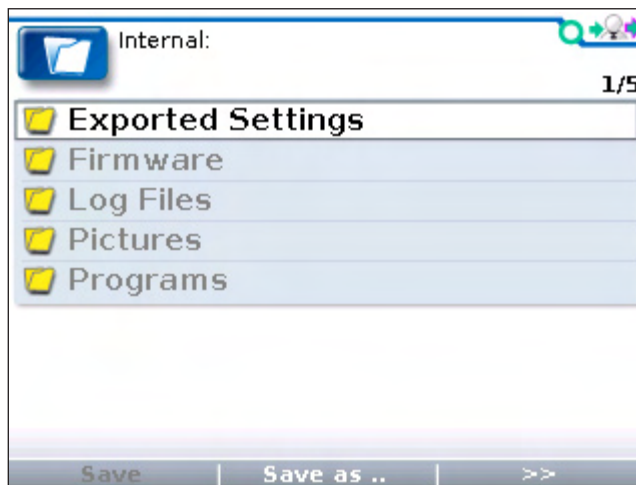 Internal:
1/5
Exported Settings
Firmware
Log Files
Pictures
Programs
Save | Save as .. | >>